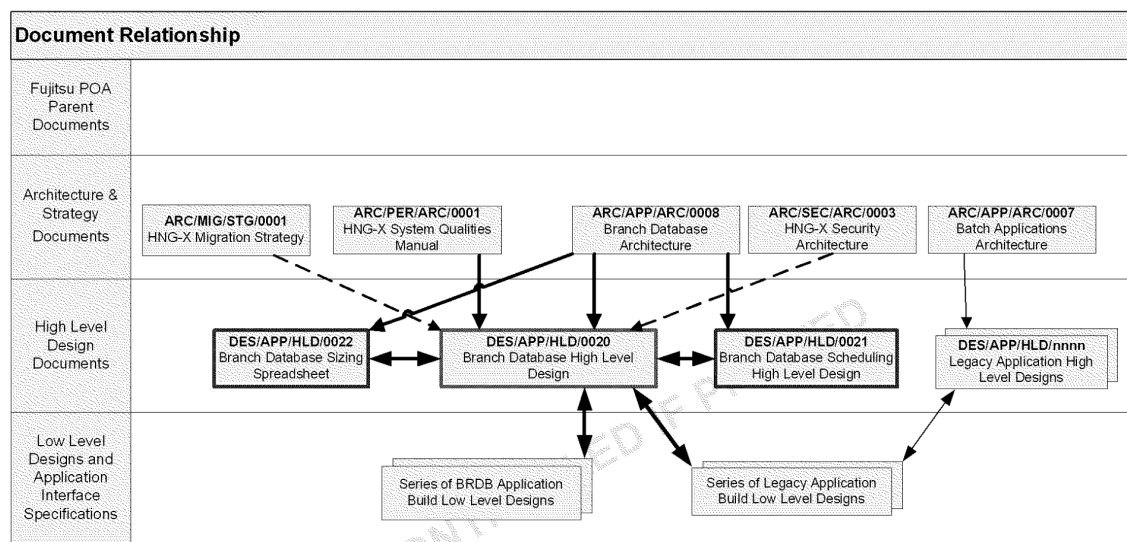 Document Relationship
Fujitsu POA
Parent
Documents
Architecture &
Strategy
Documents
ARC/MIG/STG/0001
HNG-X Migration Strategy
ARC/PER/ARC/0001
HNG-X System Qualities
Manual
ARC/APP/ARC/0008
Branch Database
Architecture
ARC/SEC/ARC/0003
HNG-X Security
Architecture
ARC/APP/ARC/0007
Batch Applications
Architecture
High Level
Design
Documents
DES/APP/HLD/0022
Branch Database Sizing
Spreadsheet
DES/APP/HLD/0020
Branch Database High Level
Design
DES/APP/HLD/0021
Branch Database Scheduling
High Level Design
DES/APP/HLD/nnnn
Legacy Application High
Level Designs
Low Level
Designs and
Application
Interface
Specifications
Series of BRDB Application
Build Low Level Designs
Series of Legacy Application
Build Low Level Designs